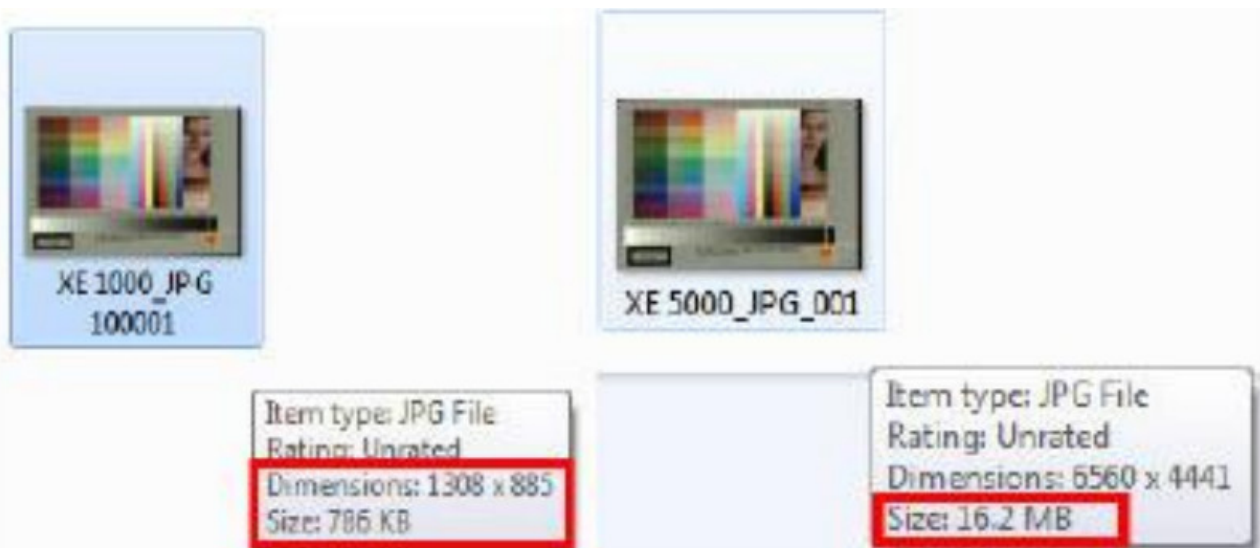 XE 1000_JPG
100001
XE 5000_JPG_001
Item type: JPG File
Rating: Unrated
Dimensions: 1308 x 885
Size: 786 KB
Item type: JPG File
Rating: Unrated
Dimensions: 6560 x 4441
Size: 16.2 MB